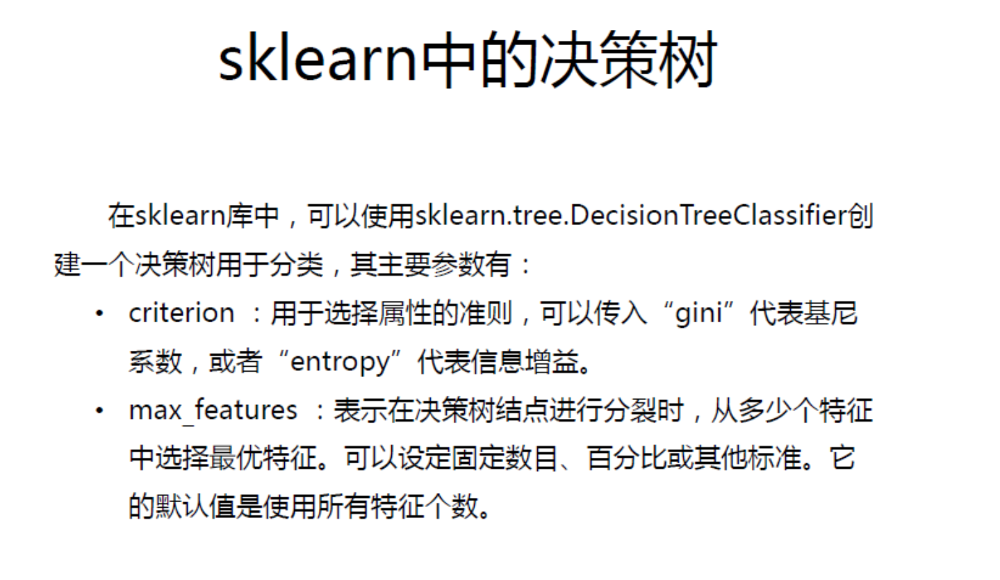 sklearn中的决策树
在sklearn库中，可以使用sklearn.tree.DecisionTreeClassifier创
建一个决策树用于分类，其主要参数有：
• criterion ：用于选择属性的准则，可以传入“gini”代表基尼
系数，或者“entropy”代表信息增益。
• max_features ：表示在决策树结点进行分裂时，从多少个特征
中选择最优特征。可以设定固定数目、百分比或其他标准。它
的默认值是使用所有特征个数。